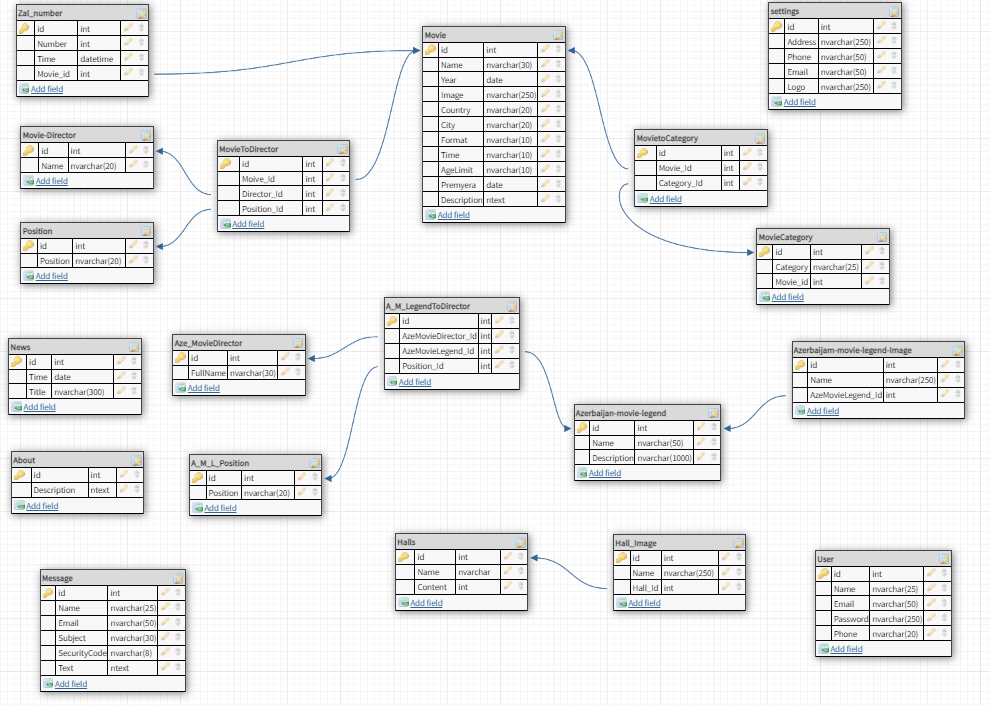 Zal_number
id int
Number int
Time datetime
Movie_id int
Add field
Movie
id int
Name nvarchar(30)
Year date
Image nvarchar(250)
Country nvarchar(20)
City nvarchar(20)
Format nvarchar(10)
Time nvarchar(10)
AgeLimit nvarchar(10)
Premyera date
Description ntext
Add field
settings
Address nvarchar(250)
Phone nvarchar(50)
Email nvarchar(50)
Logo nvarchar(250)
Add field
Movie-Director
id int
Name nvarchar(20)
Add field
MovieToDirector
id int
Moive_Id int
Director_Id int
Position_Id int
Add field
MovietoCategory
id int
Movie_Id int
Category_Id int
Add field
Position
id int
Position nvarchar(20)
Add field
MovieCategory
id int
Category nvarchar(25)
Movie_id int
Add field
A_M_LegendToDirector
id int
AzeMovieDirector_Id int
AzeMovieLegend_Id int
Position_Id int
Add field
News
id int
Time date
Title nvarchar(300)
Add field
Aze_MovieDirector
id int
FullName nvarchar(30)
Add field
Azerbaijam-movie-legend-Image
id int
Name nvarchar(250)
AzeMovieLegend_Id int
Add field
Azerbaijan-movie-legend
id int
Name nvarchar(50)
Description nvarchar(1000)
Add field
About
id int
Description ntext
Add field
A_M_L_Position
id int
Position nvarchar(20)
Add field
Halls
id int
Name nvarchar
Content int
Add field
Hall_Image
id int
Name nvarchar(250)
Hall_Id int
Add field
User
id int
Name nvarchar(25)
Email nvarchar(50)
Password nvarchar(250)
Phone nvarchar(20)
Add field
Message
id int
Name nvarchar(25)
Email nvarchar(50)
Subject nvarchar(30)
SecurityCode nvarchar(8)
Text ntext
Add field